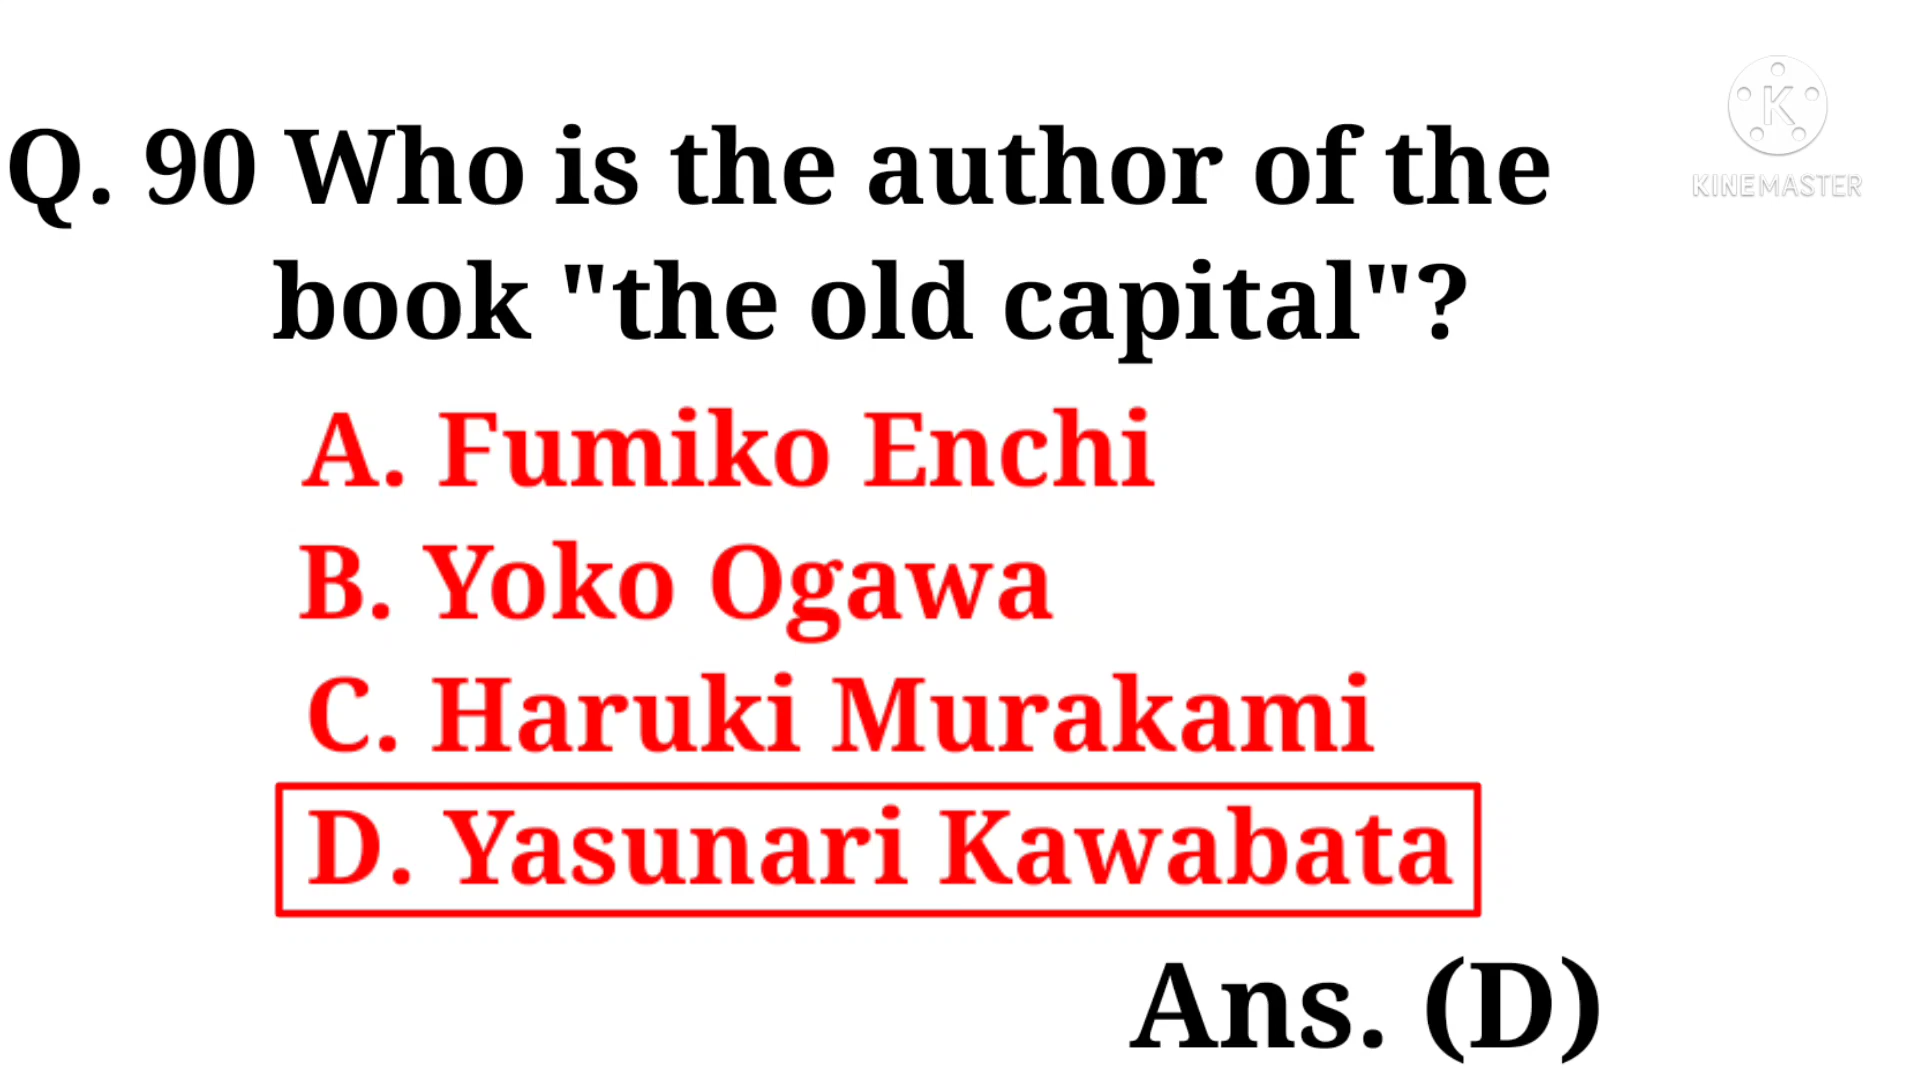 Q. 90 Who is the author of the
book "the old capital"?
A. Fumiko Enchi
B. Yoko Ogawa
C. Haruki Murakami
D. Yasunari Kawabata
Ans. (D)
K
KINEMASTER